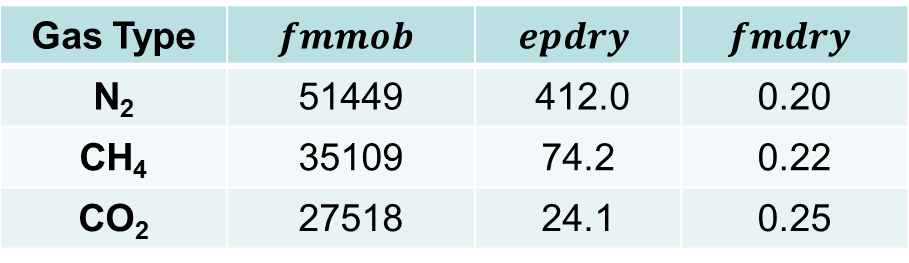 Gas Type fmmob epdry fmdry
N₂ 51449 412.0 0.20
CH₄ 35109 74.2 0.22
CO₂ 27518 24.1 0.25